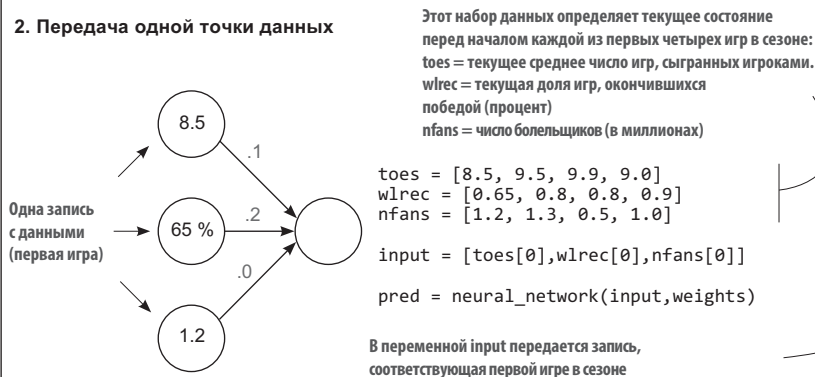 2. Передача одной точки данных
Этот набор данных определяет текущее состояние
перед началом каждой из первых четырех игр в сезоне:
toes = текущее среднее число игр, сыгранных игроками.
wlrec = текущая доля игр, окончившихся
победой (процент)
nfans = число болельщиков (в миллионах)
8.5
.1
Одна запись
с данными
(первая игра)
65 %
.2
.0
1.2
toes = [8.5, 9.5, 9.9, 9.0]
wlrec = [0.65, 0.8, 0.8, 0.9]
nfans = [1.2, 1.3, 0.5, 1.0]
input = [toes[0],wlrec[0],nfans[0]]
pred = neural_network(input,weights)
В переменной input передается запись,
соответствующая первой игре в сезоне